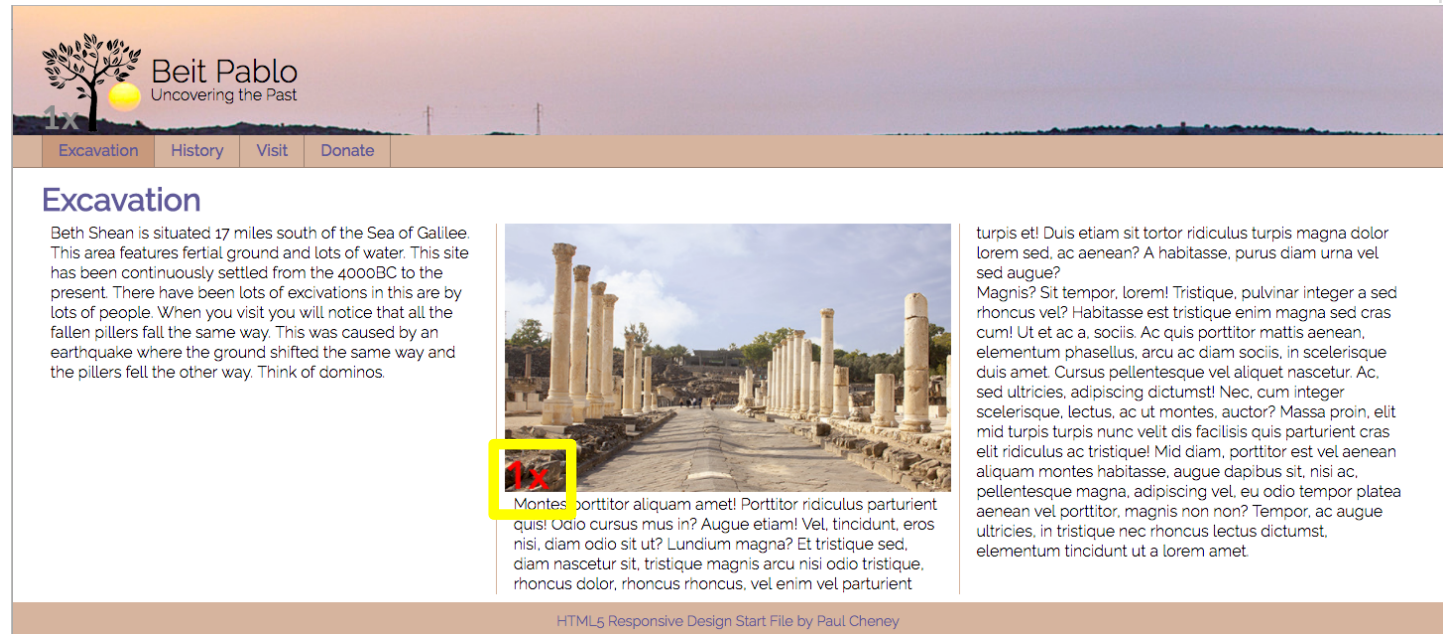 Beit Pablo
Uncovering the Past
1x
Excavation History Visit Donate
Excavation
Beth Shean is situated 17 miles south of the Sea of Galilee.
This area features fertial ground and lots of water. This site
has been continuously settled from the 4000BC to the
present. There have been lots of excivations in this are by
lots of people. When you visit you will notice that all the
fallen pillers fall the same way. This was caused by an
earthquake where the ground shifted the same way and
the pillers fell the other way. Think of dominos.
1x
Montes porttitor aliquam amet! Porttitor ridiculus parturient
quis! Odio cursus mus in? Augue etiam! Vel, tincidunt, eros
nisi, diam odio sit ut? Lundium magna? Et tristique sed,
diam nascetur sit, tristique magnis arcu nisi odio tristique,
rhoncus dolor, rhoncus rhoncus, vel enim vel parturient
turpis et! Duis etiam sit tortor ridiculus turpis magna dolor
lorem sed, ac aenean? A habitasse, purus diam urna vel
sed augue?
Magnis? Sit tempor, lorem! Tristique, pulvinar integer a sed
rhoncus vel? Habitasse est tristique enim magna sed cras
cum! Ut et ac a, sociis. Ac quis porttitor mattis aenean,
elementum phasellus, arcu ac diam sociis, in scelerisque
duis amet. Cursus pellentesque vel aliquet nascetur. Ac,
sed ultricies, adipiscing dictumst! Nec, cum integer
scelerisque, lectus, ac ut montes, auctor? Massa proin, elit
mid turpis turpis nunc velit dis facilisis quis parturient cras
elit ridiculus ac tristique! Mid diam, porttitor est vel aenean
aliquam montes habitasse, augue dapibus sit, nisi ac,
pellentesque magna, adipiscing vel, eu odio tempor platea
aenean vel porttitor, magnis non non? Tempor, ac augue
ultricies, in tristique nec rhoncus lectus dictumst,
elementum tincidunt ut a lorem amet.
HTML5 Responsive Design Start File by Paul Cheney